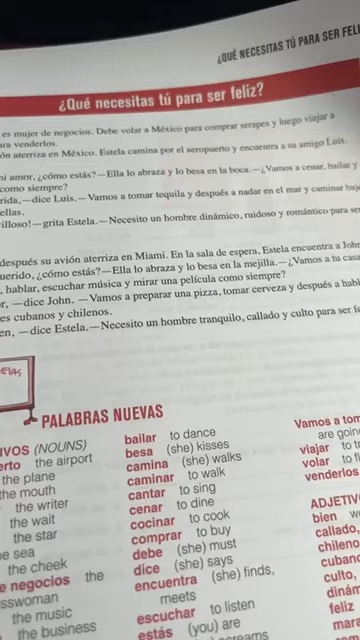 ¿QUÉ NECESITAS TÚ PARA SER FELI
¿Qué necesitas tú para ser feliz?
es mujer de negocios. Debe volar a México para comprar serapes y luego viajar a
ara venderlos.
ón aterriza en México. Estela camina por el aeropuerto y encuentra a su amigo Luis.
mi amor, ¿cómo estás?—Ella lo abraza y lo besa en la boca.—¿Vamos a cenar, bailar y
como siempre?
rida,—dice Luis.—Vamos a tomar tequila y después a nadar en el mar y caminar bajo
ellas.
rilloso!—grita Estela.—Necesito un hombre dinámico, ruidoso y romántico para ser
después su avión aterriza en Miami. En la sala de espera, Estela encuentra a John
uerido, ¿cómo estás?—Ella lo abraza y lo besa en la mejilla.—¿Vamos a tu casa
, hablar, escuchar música y mirar una película como siempre?
r, —dice John. —Vamos a preparar una pizza, tomar cerveza y después a habl
es cubanos y chilenos.
en, —dice Estela.—Necesito un hombre tranquilo, callado y culto para ser fe
EVAS
PALABRAS NUEVAS
IVOS (NOUNS)
erto the airport
the plane
the mouth
the writer
the wait
the star
e sea
the cheek
e negocios the
sswoman
the music
the business
bailar to dance
besa (she) kisses
camina (she) walks
caminar to walk
cantar to sing
cenar to dine
cocinar to cook
comprar to buy
debe (she) must
dice (she) says
encuentra (she) finds,
meets
escuchar to listen
estás (you) are
screams
Vamos a tom
are goin
viajar to tr
volar to fl
venderlos
ADJETIV
bien w
callado,
chileno
cubano
culto,
dinám
feliz
mara